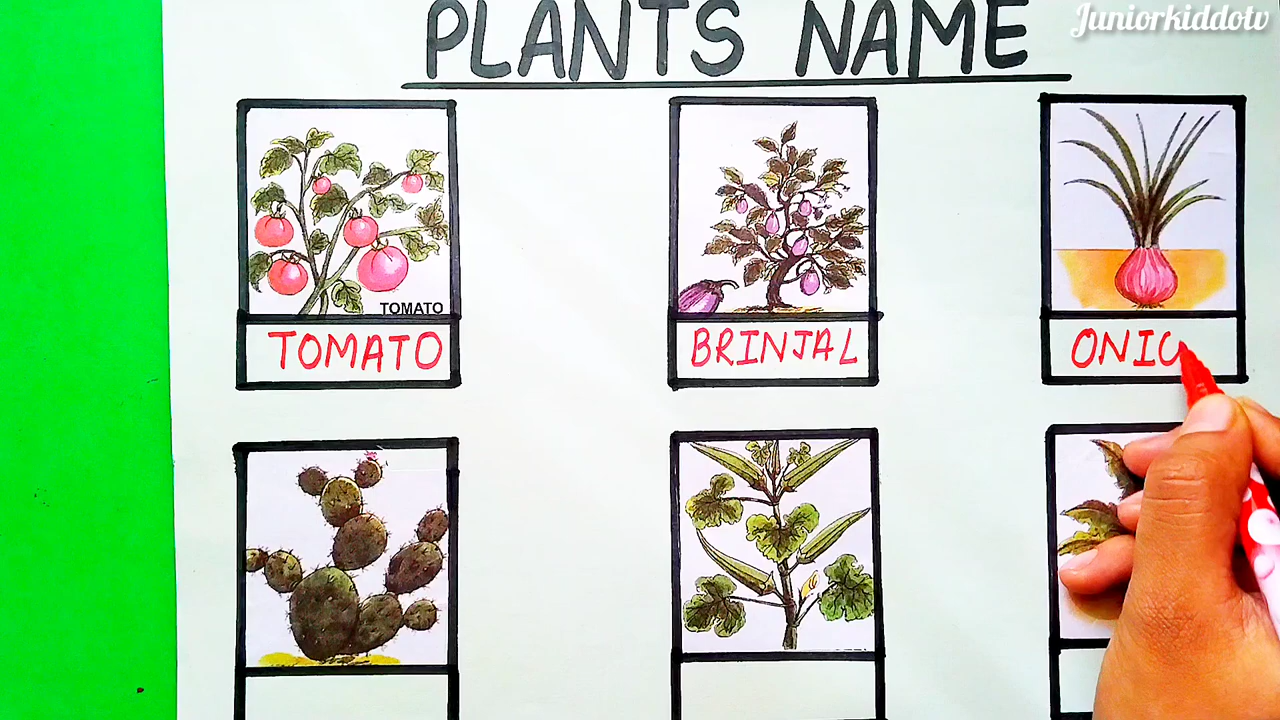 PLANTS NAME
Juniorkiddotv
TOMATO
TOMATO
BRINJAL
ONIO